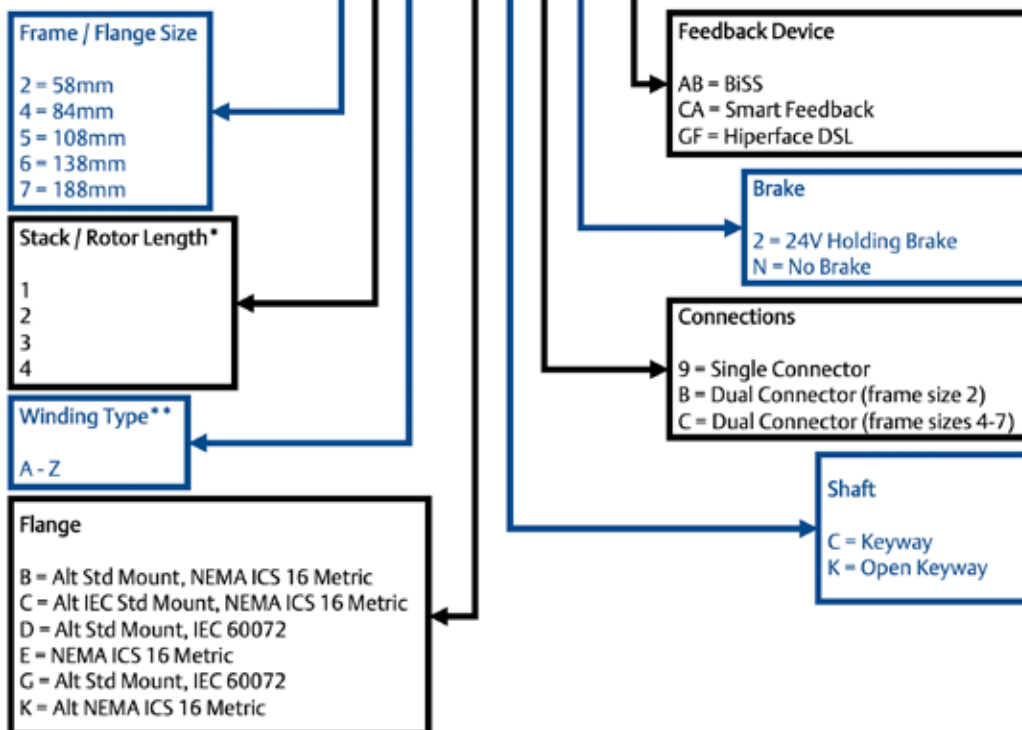 Frame / Flange Size
2 = 58mm
4 = 84mm
5 = 108mm
6 = 138mm
7 = 188mm
Stack / Rotor Length*
1
2
3
4
Winding Type**
A - Z
Flange
B = Alt Std Mount, NEMA ICS 16 Metric
C = Alt IEC Std Mount, NEMA ICS 16 Metric
D = Alt Std Mount, IEC 60072
E = NEMA ICS 16 Metric
G = Alt Std Mount, IEC 60072
K = Alt NEMA ICS 16 Metric
Feedback Device
AB = BiSS
CA = Smart Feedback
GF = Hiperface DSL
Brake
2 = 24V Holding Brake
N = No Brake
Connections
9 = Single Connector
B = Dual Connector (frame size 2)
C = Dual Connector (frame sizes 4-7)
Shaft
C = Keyway
K = Open Keyway